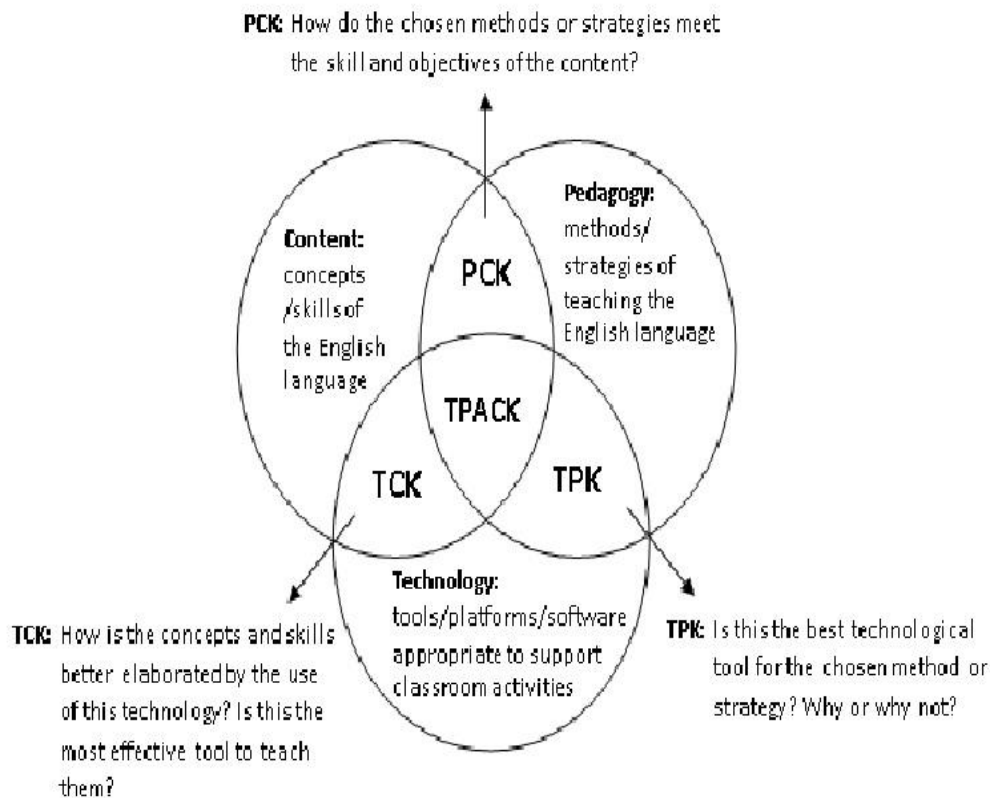 PCK: How do the chosen methods or strategies meet
the skill and objectives of the content?
Content:
concepts
/skills of
the English
language
PCK
Pedagogy:
methods/
strategies of
teaching the
English language
TPACK
TCK
TPK
Technology:
tools/platforms/software
appropriate to support
classroom activities
TCK: How is the concepts and skills
better elaborated by the use
of this technology? Is this the
most effective tool to teach
them?
TPK: Is this the best technological
tool for the chosen method or
strategy? Why or why not?